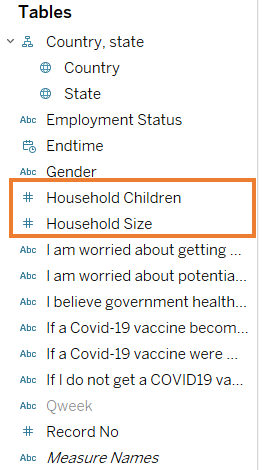 Tables
Country, state
Country
State
Abc Employment Status
Endtime
Abc Gender
# Household Children
# Household Size
Abc I am worried about getting ...
Abc I am worried about potentia...
Abc I believe government health...
Abc If a Covid-19 vaccine becom...
Abc If a Covid-19 vaccine were ...
Abc If I do not get a COVID19 va...
Abc Qweek
# Record No
Abc Measure Names